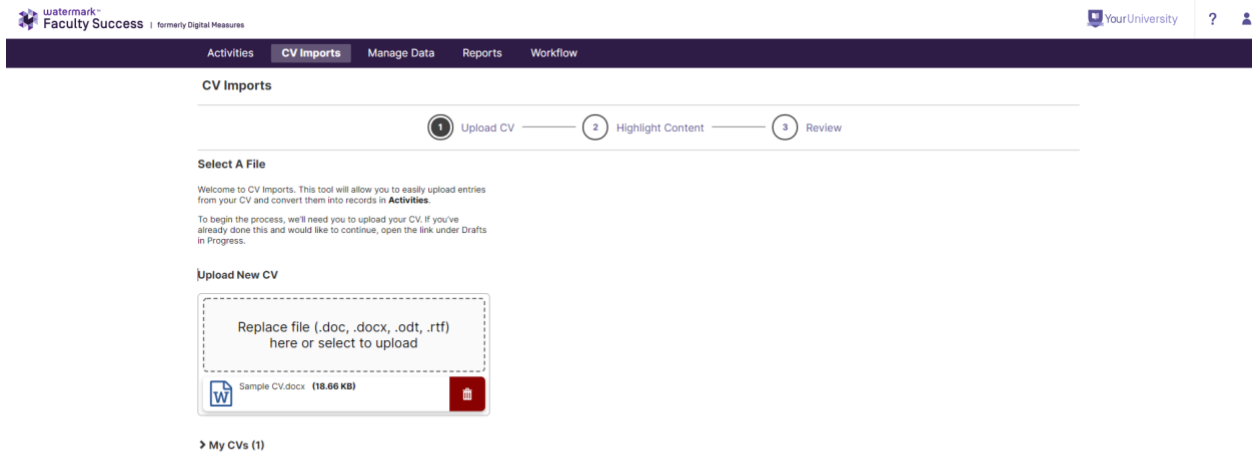 watermark™
Faculty Success | formerly Digital Measures
YourUniversity ?
Activities CV Imports Manage Data Reports Workflow
CV Imports
1 Upload CV 2 Highlight Content 3 Review
Select A File
Welcome to CV Imports. This tool will allow you to easily upload entries
from your CV and convert them into records in Activities.
To begin the process, we'll need you to upload your CV. If you've
already done this and would like to continue, open the link under Drafts
in Progress.
Upload New CV
Replace file (.doc, .docx, .odt, .rtf)
here or select to upload
W Sample CV.docx (18.66 KB)
My CVs (1)